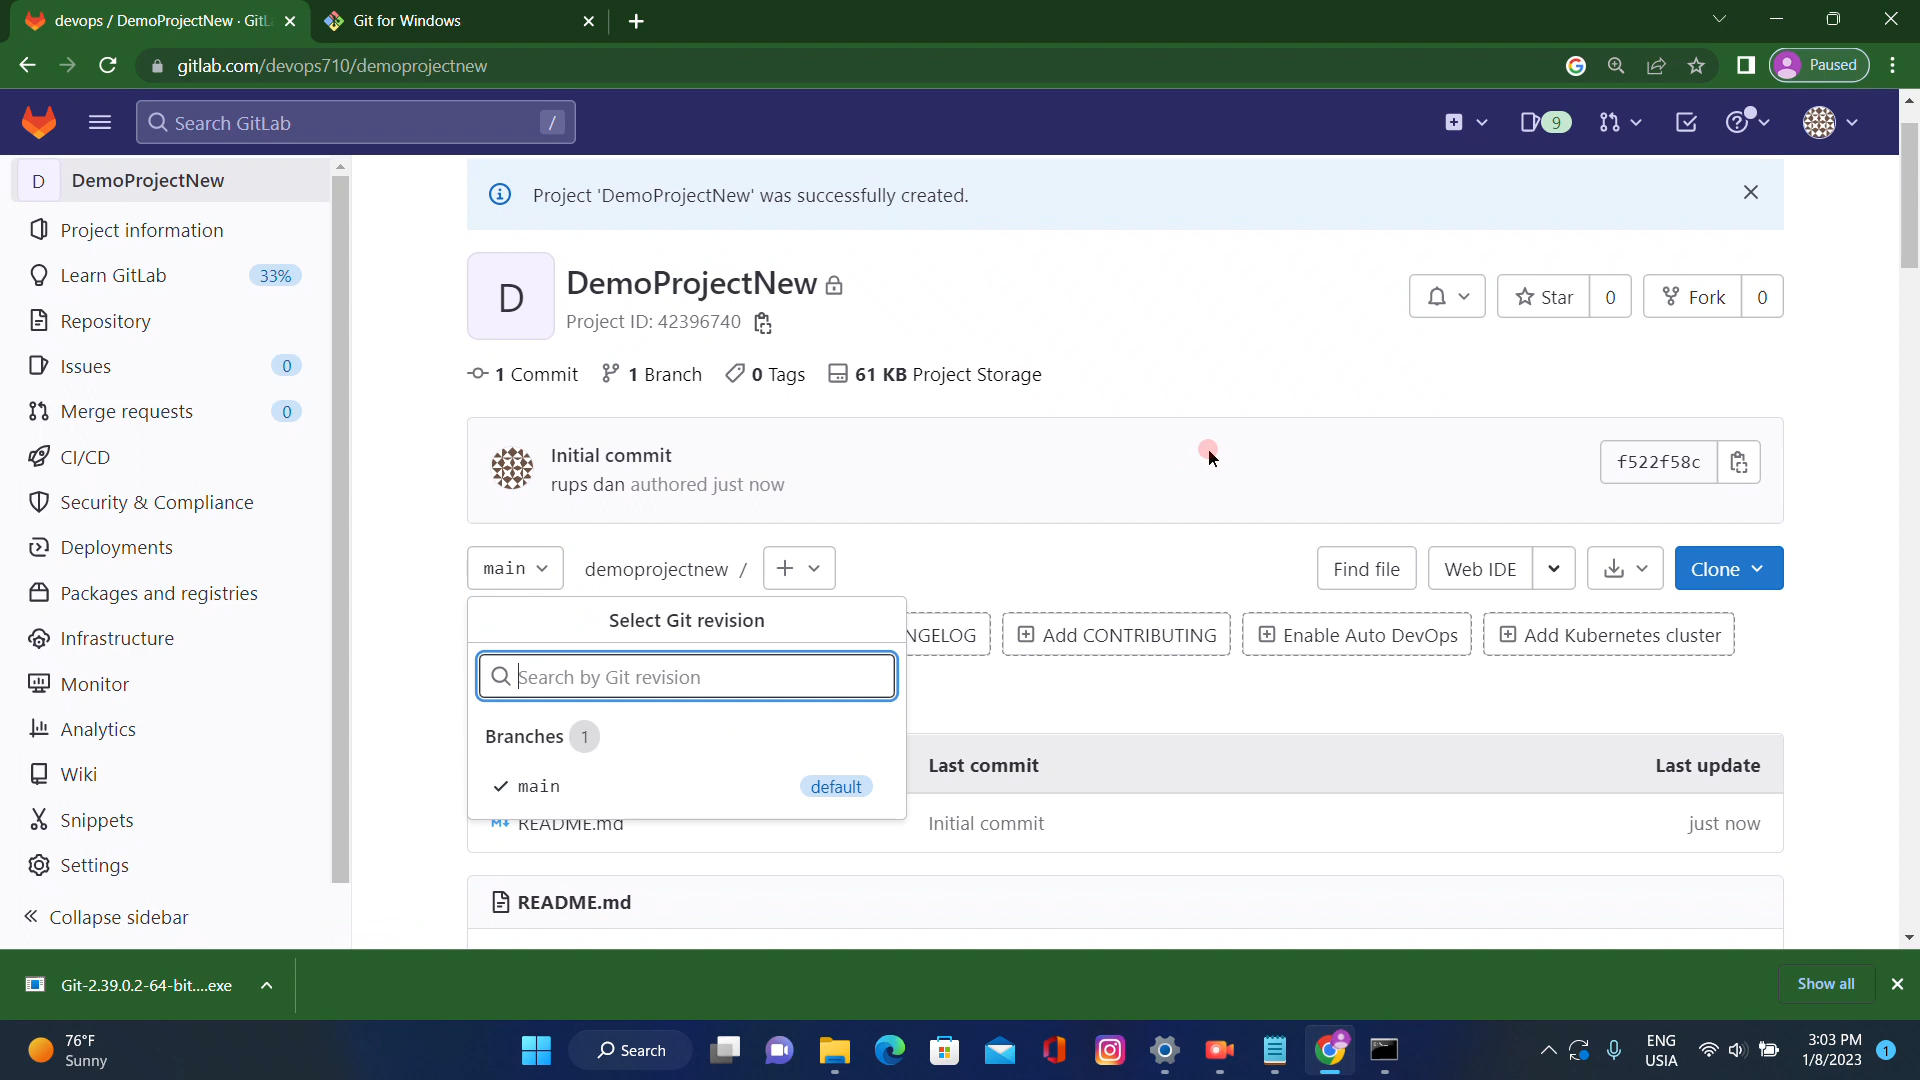 devops / DemoProjectNew · GitL
Git for Windows
gitlab.com/devops710/demoprojectnew
Paused
Search GitLab
/
9
D DemoProjectNew
Project information
Learn GitLab 33%
Repository
Issues 0
Merge requests 0
CI/CD
Security & Compliance
Deployments
Packages and registries
Infrastructure
Monitor
Analytics
Wiki
Snippets
Settings
Collapse sidebar
Project 'DemoProjectNew' was successfully created.
D
DemoProjectNew
Project ID: 42396740
Star 0
Fork 0
1 Commit 1 Branch 0 Tags 61 KB Project Storage
Initial commit
rups dan authored just now
f522f58c
main demoprojectnew / + Find file Web IDE Clone
Select Git revision
NGELOG Add CONTRIBUTING Enable Auto DevOps Add Kubernetes cluster
Search by Git revision
Branches 1
main default
Last commit Last update
README.md Initial commit just now
README.md
Git-2.39.0.2-64-bit....exe
Show all
76°F
Sunny
Search
ENG
USIA
3:03 PM
1/8/2023
1